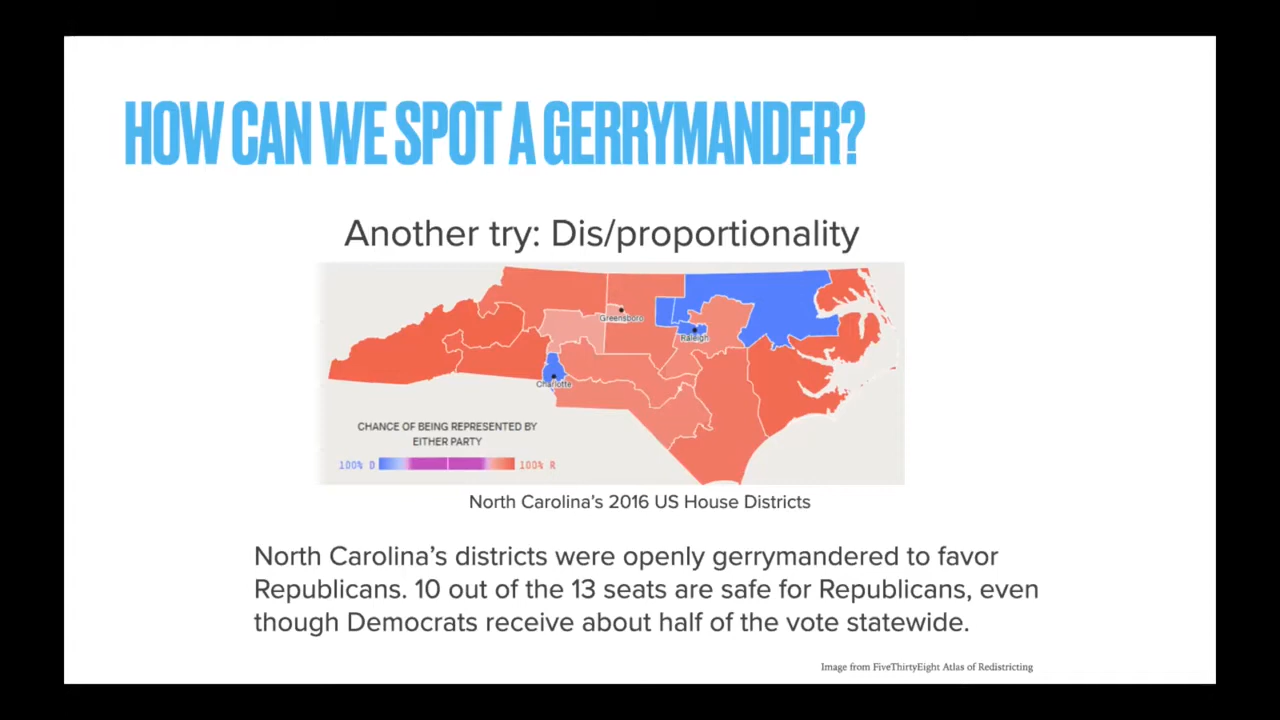 HOW CAN WE SPOT A GERRYMANDER?
Another try: Dis/proportionality
Greensboro
Raleigh
Charlotte
CHANCE OF BEING REPRESENTED BY
EITHER PARTY
100% D 100% R
North Carolina’s 2016 US House Districts
North Carolina’s districts were openly gerrymandered to favor
Republicans. 10 out of the 13 seats are safe for Republicans, even
though Democrats receive about half of the vote statewide.
Image from FiveThirtyEight Atlas of Redistricting